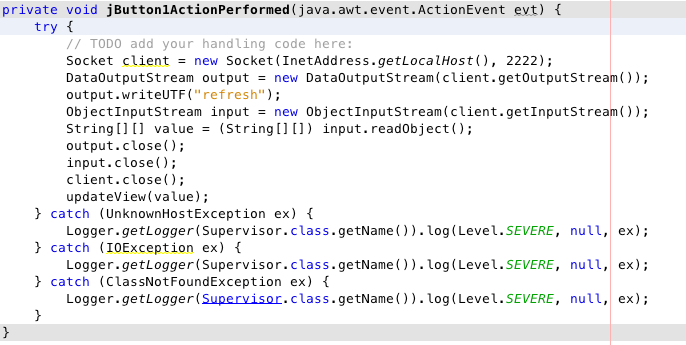 private void jButton1ActionPerformed(java.awt.event.ActionEvent evt) {
    try {
        // TODO add your handling code here:
        Socket client = new Socket(InetAddress.getLocalHost(), 2222);
        DataOutputStream output = new DataOutputStream(client.getOutputStream());
        output.writeUTF("refresh");
        ObjectInputStream input = new ObjectInputStream(client.getInputStream());
        String[][] value = (String[][]) input.readObject();
        output.close();
        input.close();
        client.close();
        updateView(value);
    } catch (UnknownHostException ex) {
        Logger.getLogger(Supervisor.class.getName()).log(Level.SEVERE, null, ex);
    } catch (IOException ex) {
        Logger.getLogger(Supervisor.class.getName()).log(Level.SEVERE, null, ex);
    } catch (ClassNotFoundException ex) {
        Logger.getLogger(Supervisor.class.getName()).log(Level.SEVERE, null, ex);
    }
}